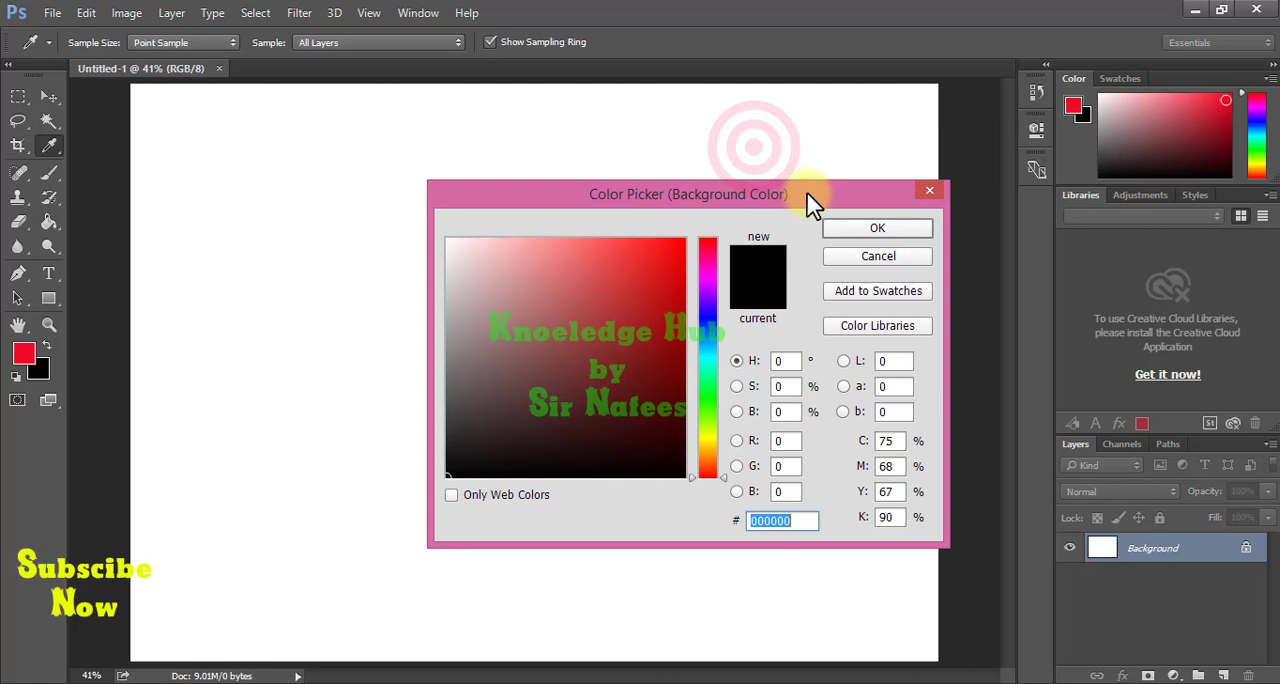 Ps File Edit Image Layer Type Select Filter 3D View Window Help
Sample Size: Point Sample Sample: All Layers Show Sampling Ring Essentials
Untitled-1 @ 41% (RGB/8) ×
Color Swatches
Color Picker (Background Color)
new
current
OK
Cancel
Add to Swatches
Color Libraries
H: 0 ° L: 0
S: 0 % a: 0
B: 0 % b: 0
R: 0 C: 75 %
G: 0 M: 68 %
B: 0 Y: 67 %
# 000000 K: 90 %
Only Web Colors
Knoeledge Hub
by
Sir Nafees
Subscibe
Now
Libraries Adjustments Styles
To use Creative Cloud Libraries,
please install the Creative Cloud
Application
Get it now!
St
Layers Channels Paths
Kind
Normal Opacity: 100%
Lock: Fill: 100%
Background
41% Doc: 9.01M/0 bytes